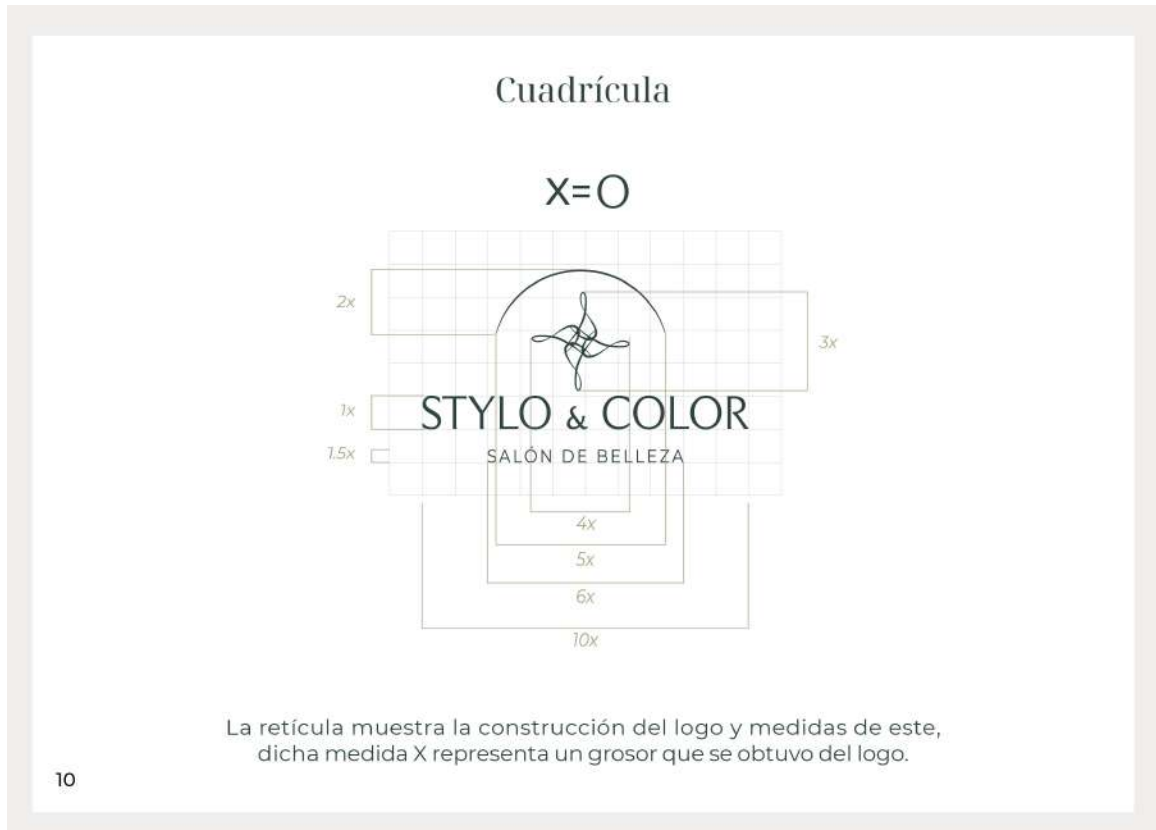 Cuadrícula
X=O
2x
3x
1x
STYLO & COLOR
1.5x
SALÓN DE BELLEZA
4x
5x
6x
10x
La retícula muestra la construcción del logo y medidas de este,
dicha medida X representa un grosor que se obtuvo del logo.
10